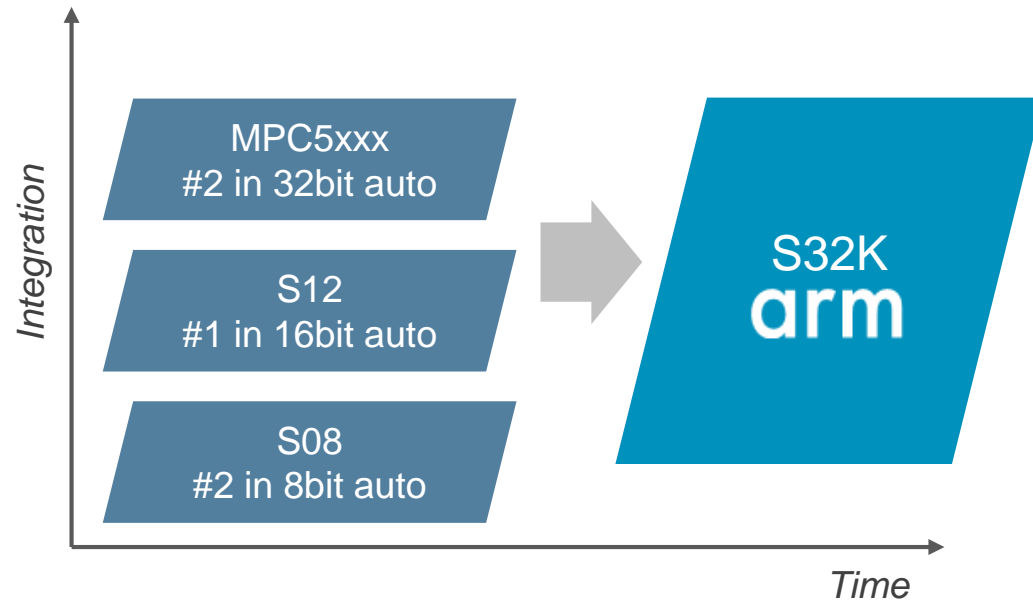 Integration
MPC5xxx
#2 in 32bit auto
S12
#1 in 16bit auto
S08
#2 in 8bit auto
S32K
arm
Time